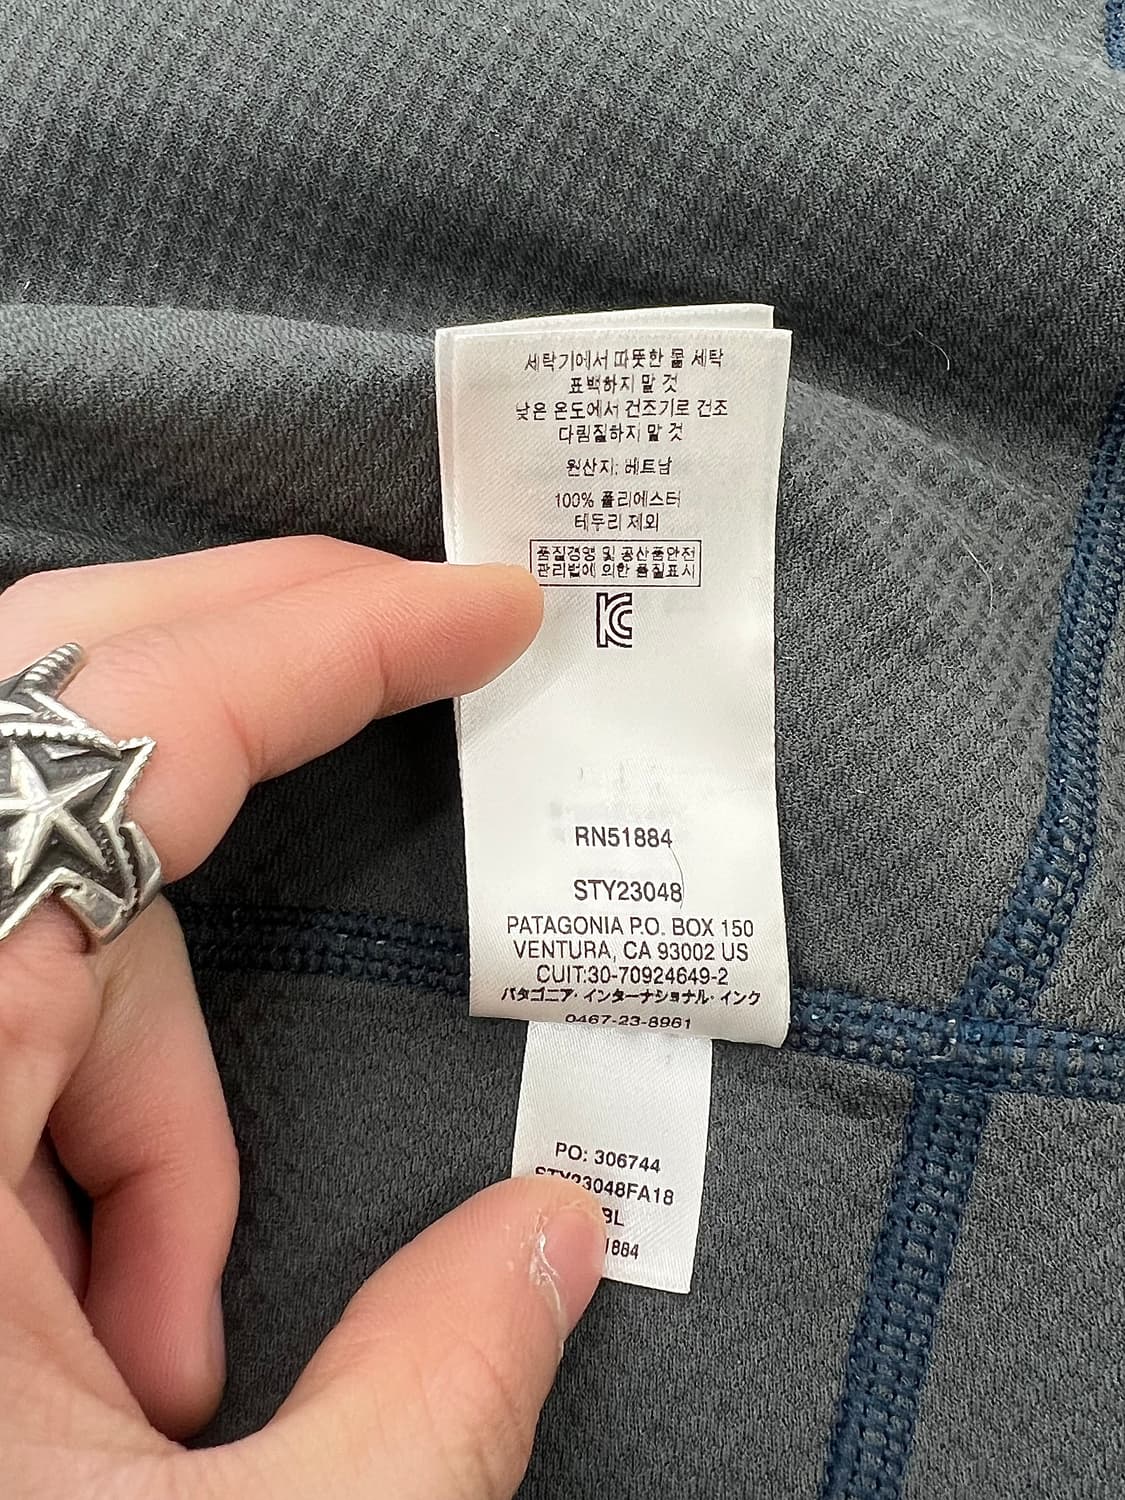 세탁기에서 따뜻한 물 세탁
표백하지 말 것
낮은 온도에서 건조기로 건조
다림질하지 말 것
원산지: 베트남
100% 폴리에스터
테두리 제외
품질경영 및 공산품안전
관리법에 의한 품질표시
KC
RN51884
STY23048
PATAGONIA P.O. BOX 150
VENTURA, CA 93002 US
CUIT:30-70924649-2
パタゴニア・インターナショナル・インク
0467-23-8961
PO: 306744
STY23048FA18
BL
1884